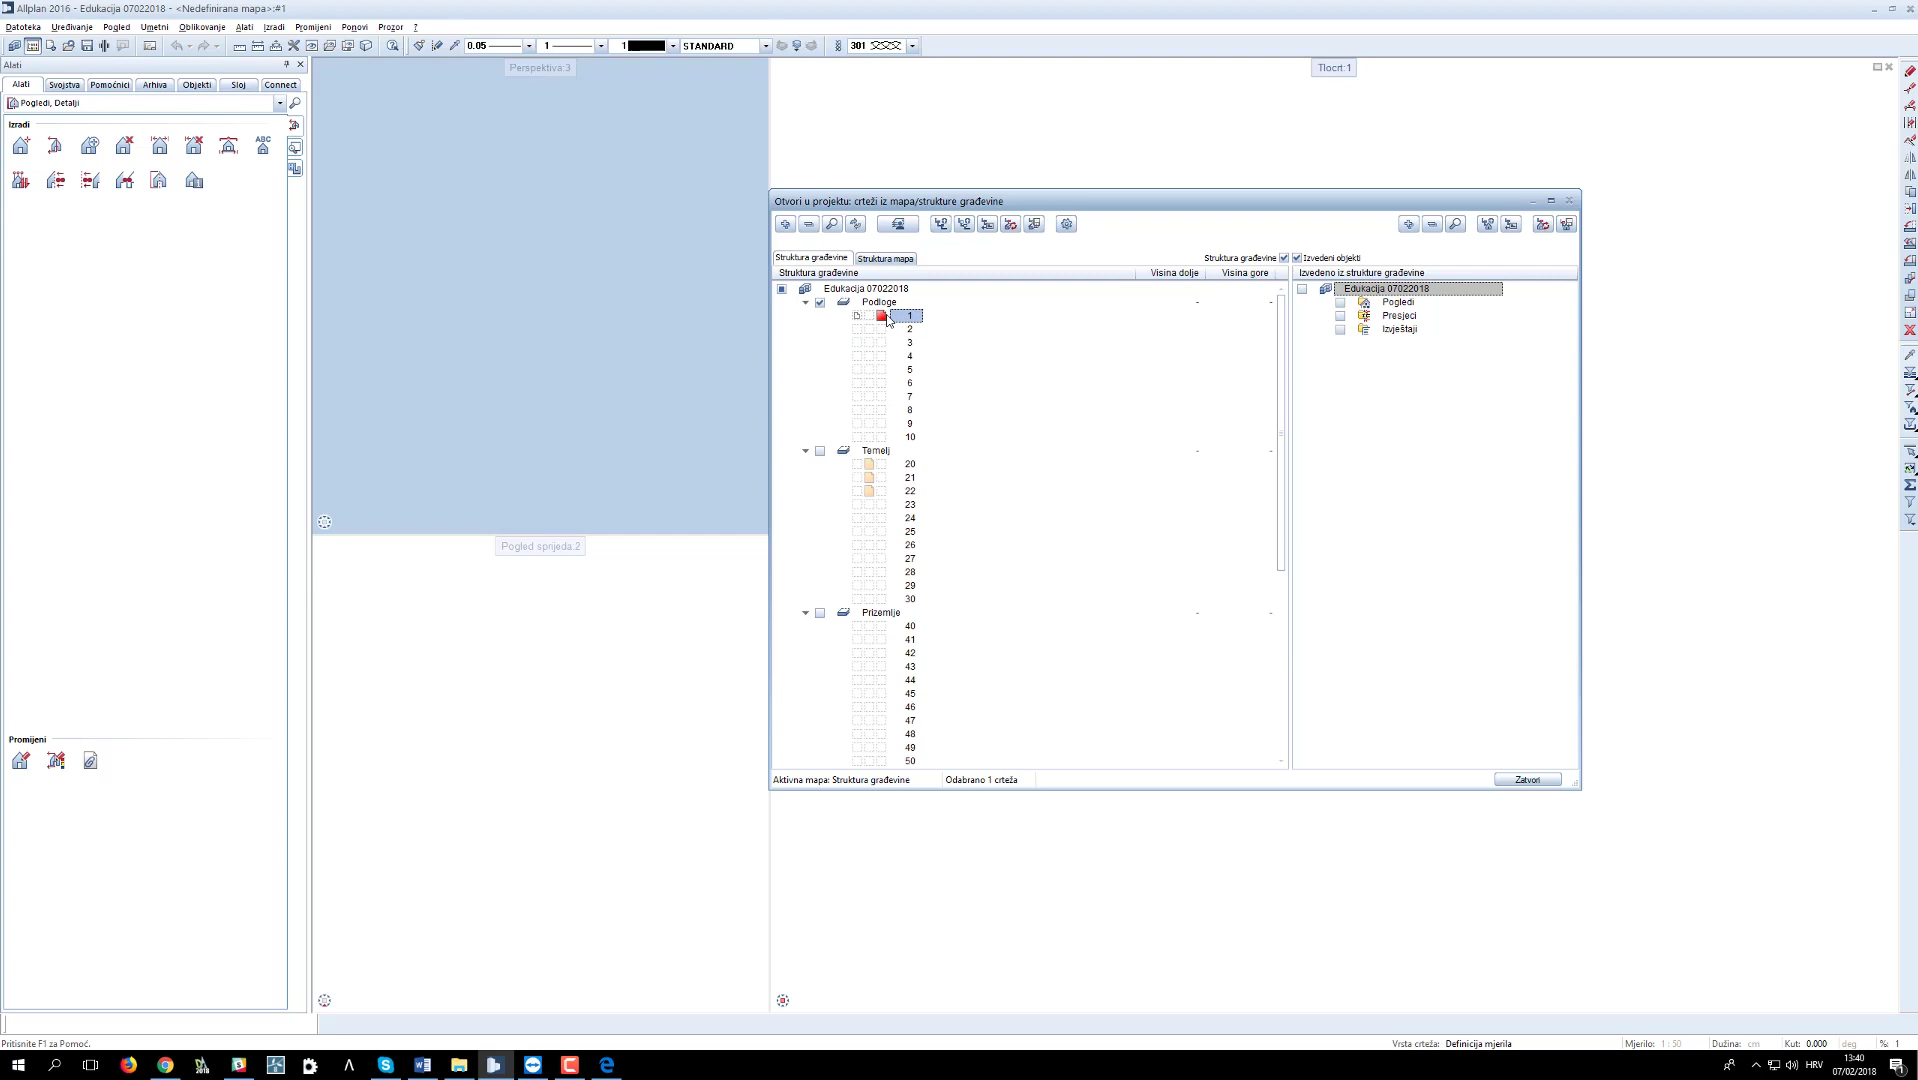 Allplan 2016 - Edukacija 07022018 - <Nedefinirana mapa>:#1
Datoteka Uređivanje Pogled Umetni Oblikovanje Alati Izradi Promijeni Ponovi Prozor ?
0.05 1 1 STANDARD 301
Alati
Alati Svojstva Pomoćnici Arhiva Objekti Sloj Connect
Pogledi, Detalji
Izradi
ABC
Promijeni
Perspektiva:3
Tlocrt:1
Pogled sprijeda:2
Otvori u projektu: crteži iz mapa/strukture građevine
Struktura građevine Struktura mapa Struktura građevine Izvedeni objekti
Struktura građevine Visina dolje Visina gore Izvedeno iz strukture građevine
Edukacija 07022018
Podloge - -
1
2
3
4
5
6
7
8
9
10
Temelj - -
20
21
22
23
24
25
26
27
28
29
30
Prizemlje - -
40
41
42
43
44
45
46
47
48
49
50
Edukacija 07022018
Pogledi
Presjeci
Izvještaji
Aktivna mapa: Struktura građevine Odabrano 1 crteža Zatvori
Pritisnite F1 za Pomoć.
Vrsta crteža: Definicija mjerila Mjerilo: 1 : 50 Dužina: cm Kut: 0.000 deg %: 1
HRV 13:40
07/02/2018